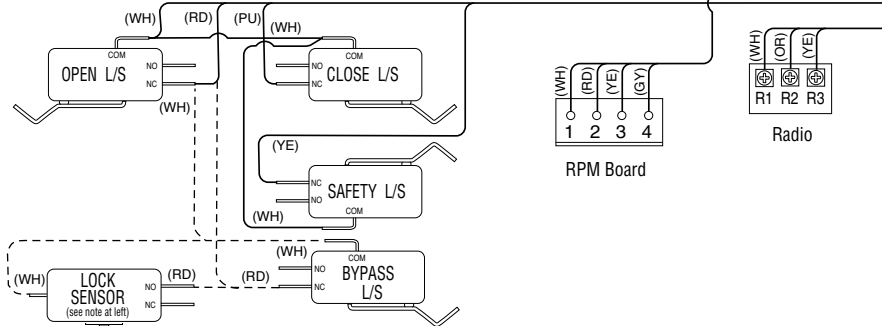 (WH)
(RD)
(PU)
(WH)
COM
OPEN L/S
NO
NC
(WH)
COM
NO
NC
CLOSE L/S
(YE)
NC
NO
SAFETY L/S
COM
(WH)
(WH)
COM
NO
NC
BYPASS
L/S
(WH)
LOCK
SENSOR
(see note at left)
NO
NC
(RD)
(RD)
(WH)
(RD)
(YE)
(GY)
1 2 3 4
RPM Board
(WH)
(OR)
(YE)
R1 R2 R3
Radio